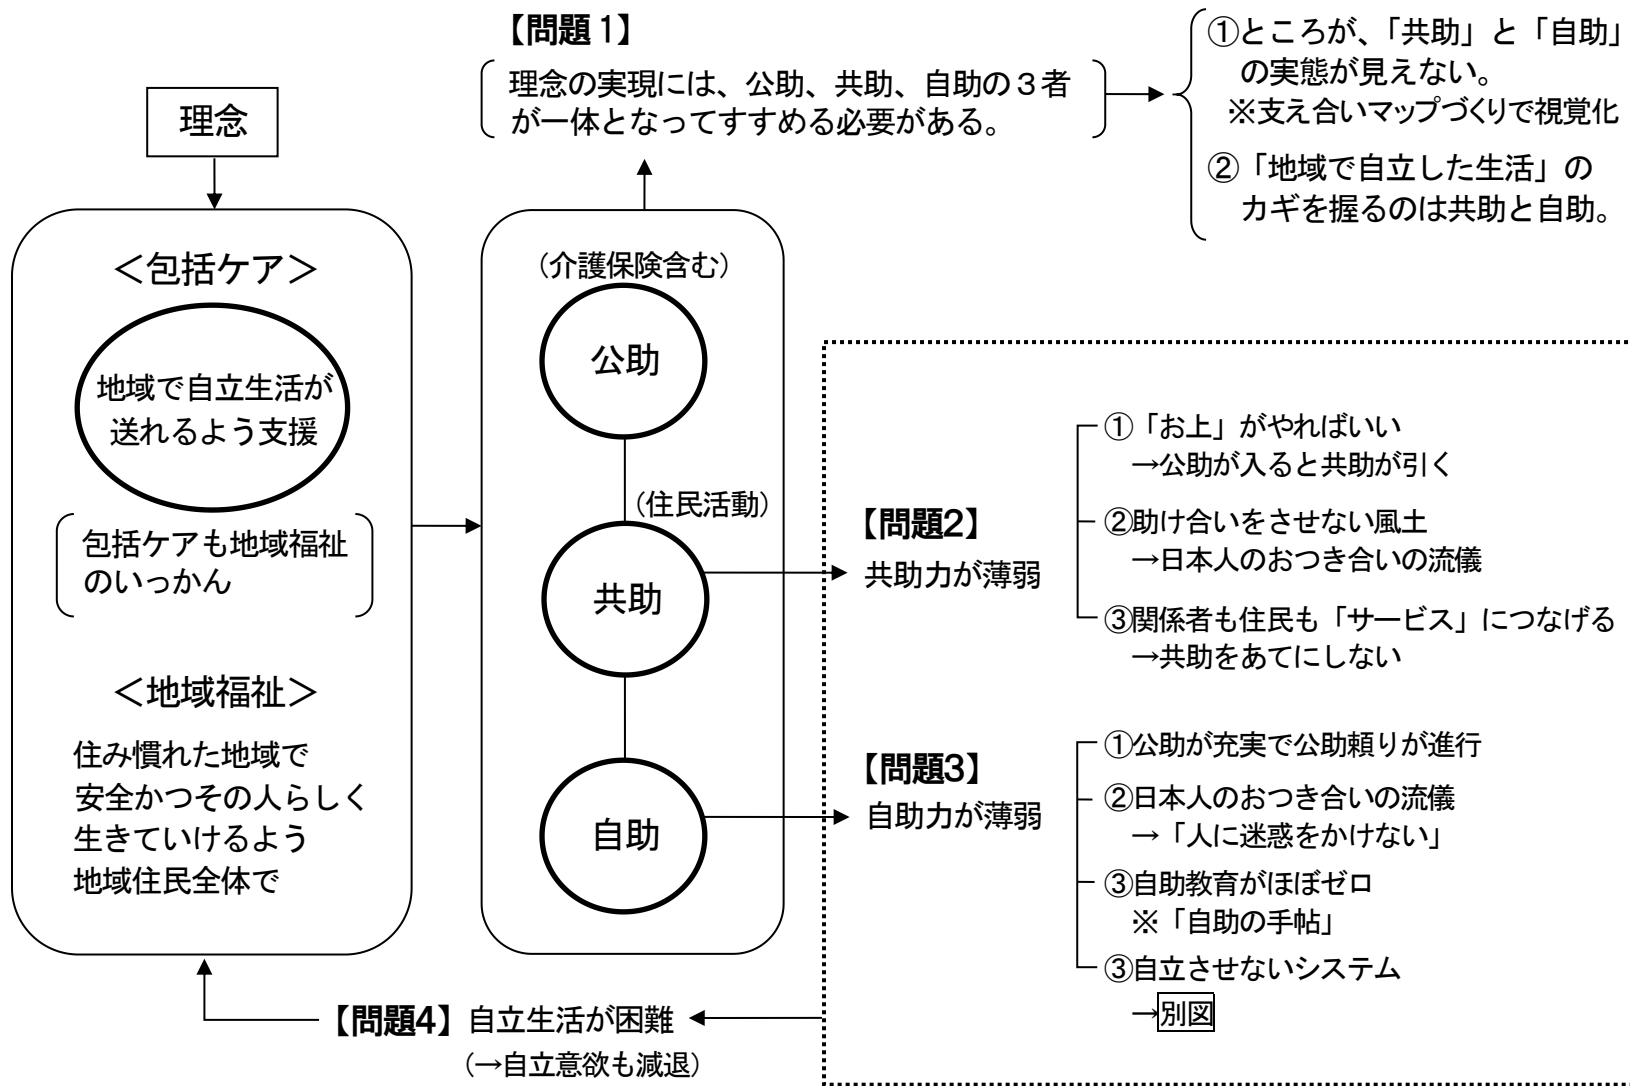 【問題１】
理念の実現には、公助、共助、自助の３者
が一体となってすすめる必要がある。
①ところが、「共助」と「自助」
の実態が見えない。
※支え合いマップづくりで視覚化
②「地域で自立した生活」の
カギを握るのは共助と自助。
理念
＜包括ケア＞
地域で自立生活が
送れるよう支援
包括ケアも地域福祉
のいっかん
＜地域福祉＞
住み慣れた地域で
安全かつその人らしく
生きていけるよう
地域住民全体で
（介護保険含む）
公助
（住民活動）
共助
自助
【問題2】
共助力が薄弱
①「お上」がやればいい
→公助が入ると共助が引く
②助け合いをさせない風土
→日本人のおつき合いの流儀
③関係者も住民も「サービス」につなげる
→共助をあてにしない
【問題3】
自助力が薄弱
①公助が充実で公助頼りが進行
②日本人のおつき合いの流儀
→「人に迷惑をかけない」
③自助教育がほぼゼロ
※「自助の手帖」
③自立させないシステム
→別図
【問題4】自立生活が困難
（→自立意欲も減退）